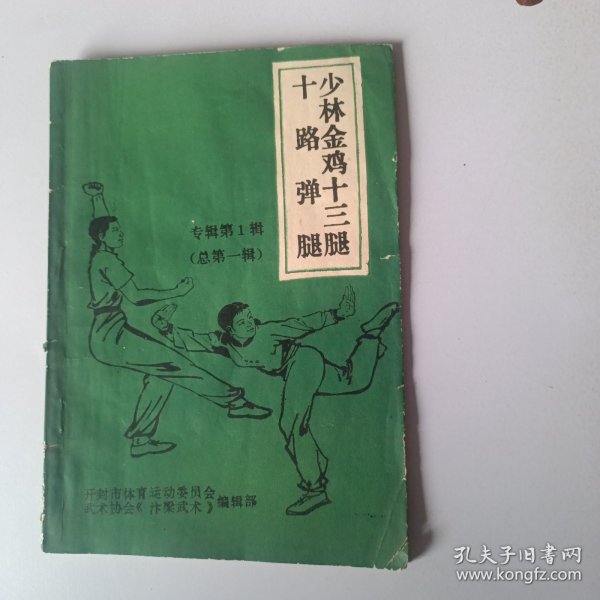 少林金鸡十三腿
十路弹腿
专辑第1辑
(总第一辑)
开封市体育运动委员会
武术协会《汴梁武术》编辑部
孔夫子旧书网
www.kongfz.com